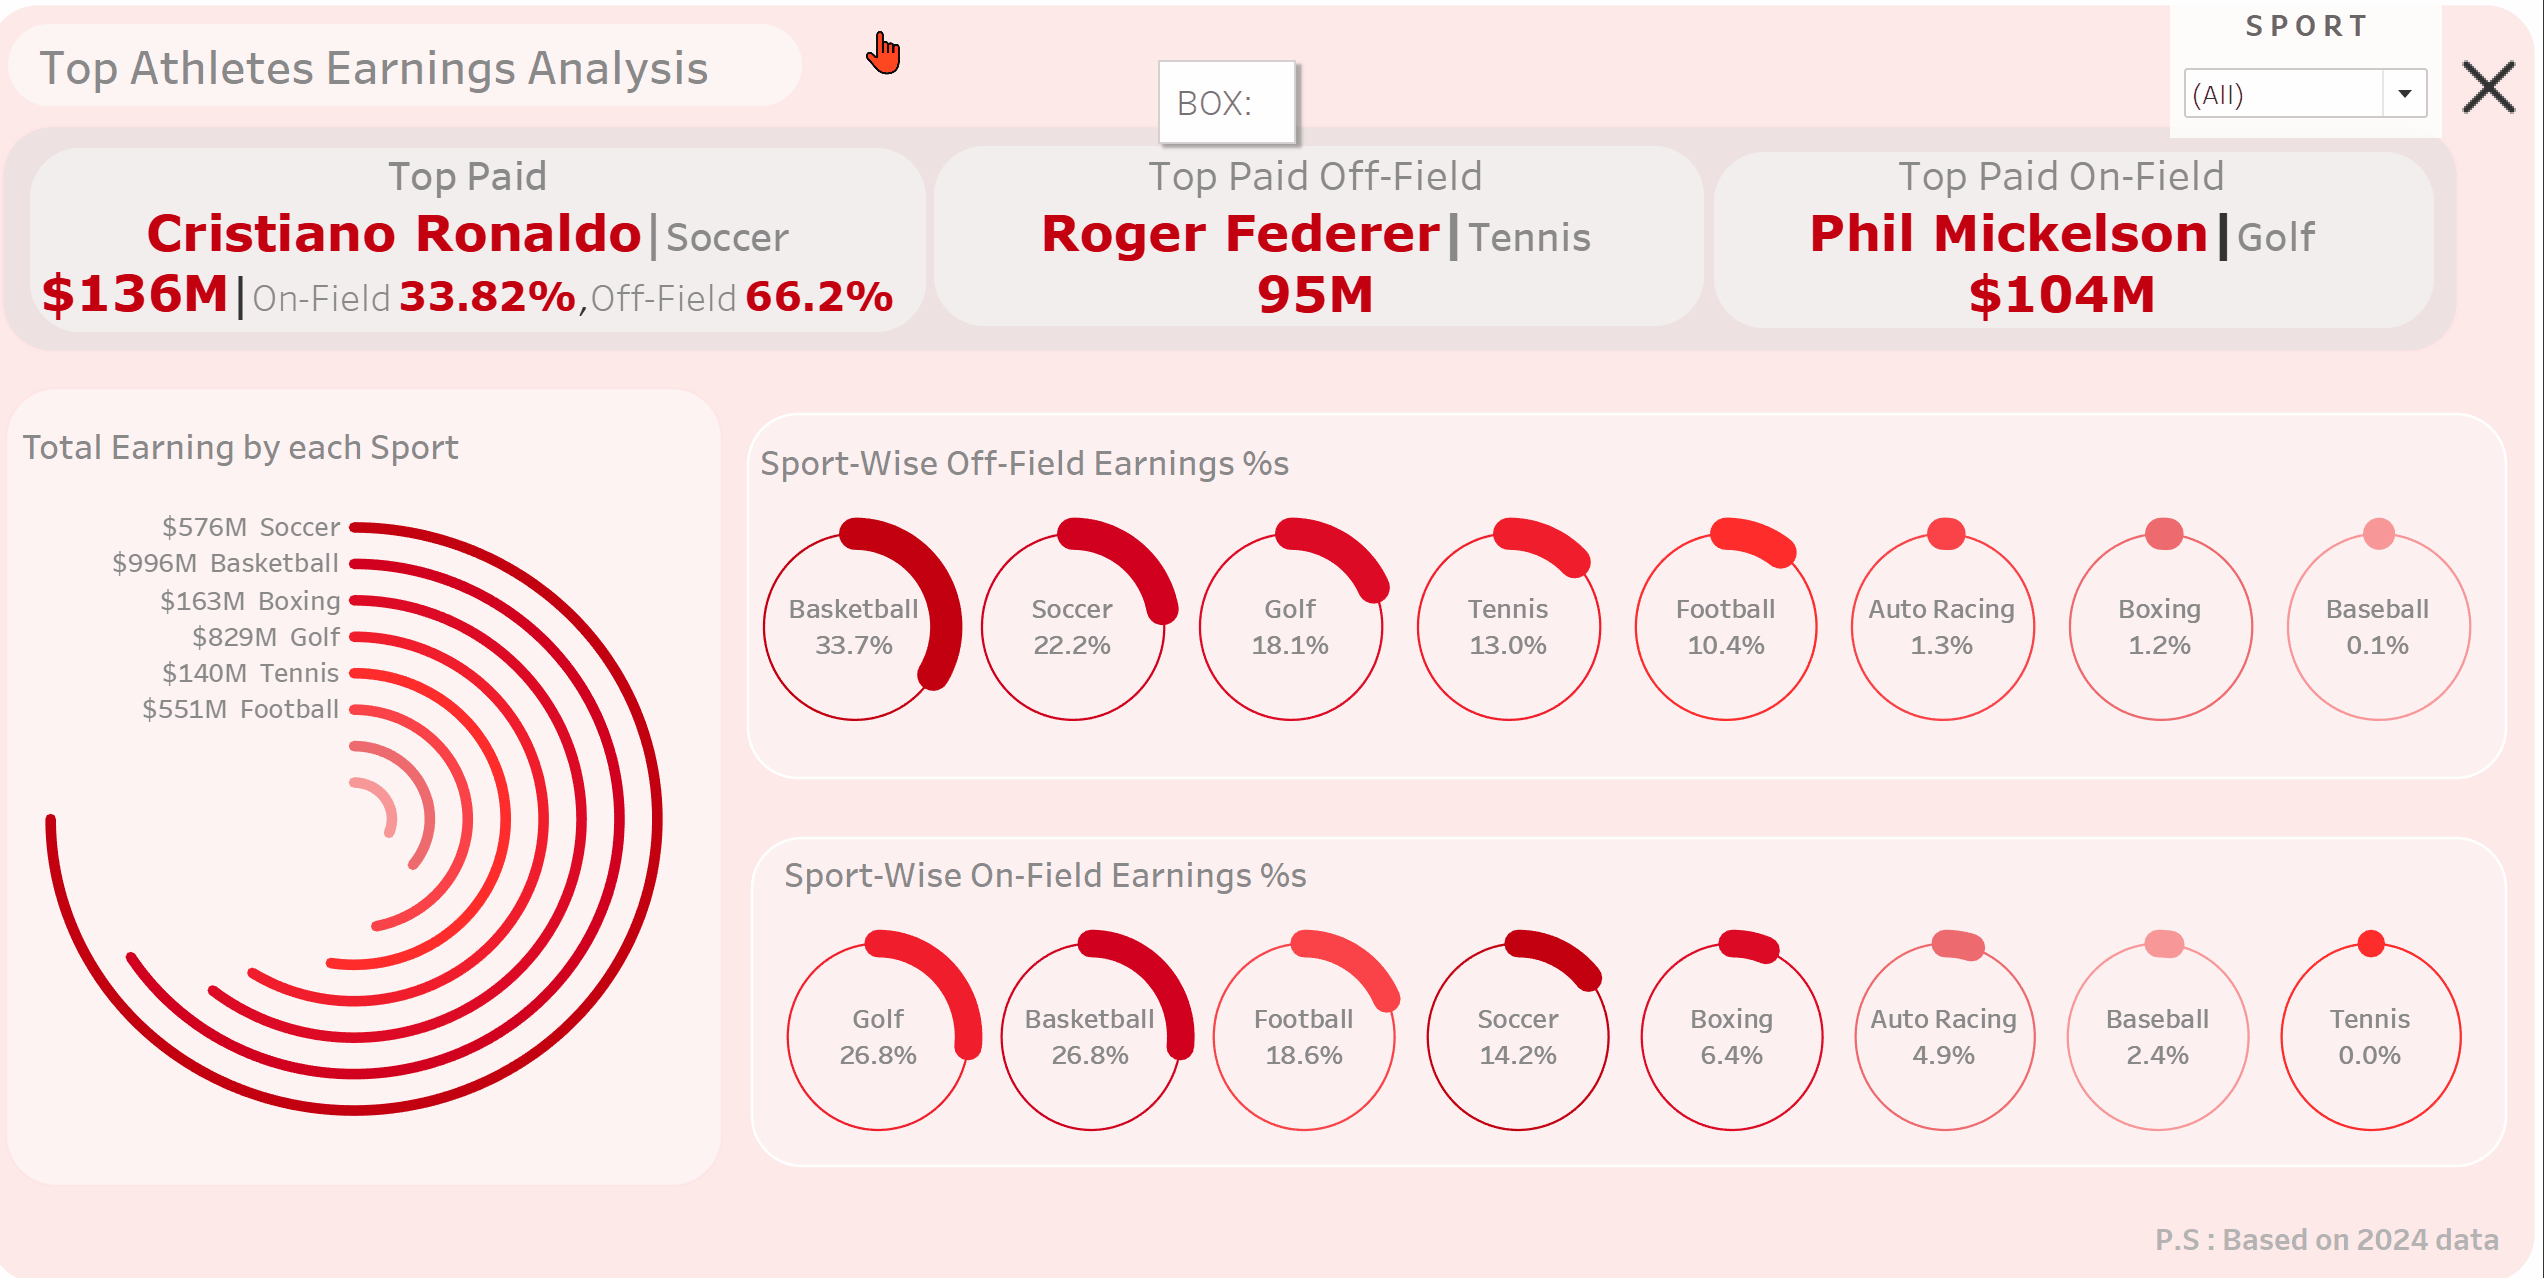 Top Athletes Earnings Analysis
BOX:
SPORT
(All)
Top Paid
Cristiano Ronaldo|Soccer
$136M|On-Field 33.82%,Off-Field 66.2%
Top Paid Off-Field
Roger Federer|Tennis
95M
Top Paid On-Field
Phil Mickelson|Golf
$104M
Total Earning by each Sport
$576M Soccer
$996M Basketball
$163M Boxing
$829M Golf
$140M Tennis
$551M Football
Sport-Wise Off-Field Earnings %s
Basketball
33.7%
Soccer
22.2%
Golf
18.1%
Tennis
13.0%
Football
10.4%
Auto Racing
1.3%
Boxing
1.2%
Baseball
0.1%
Sport-Wise On-Field Earnings %s
Golf
26.8%
Basketball
26.8%
Football
18.6%
Soccer
14.2%
Boxing
6.4%
Auto Racing
4.9%
Baseball
2.4%
Tennis
0.0%
P.S : Based on 2024 data